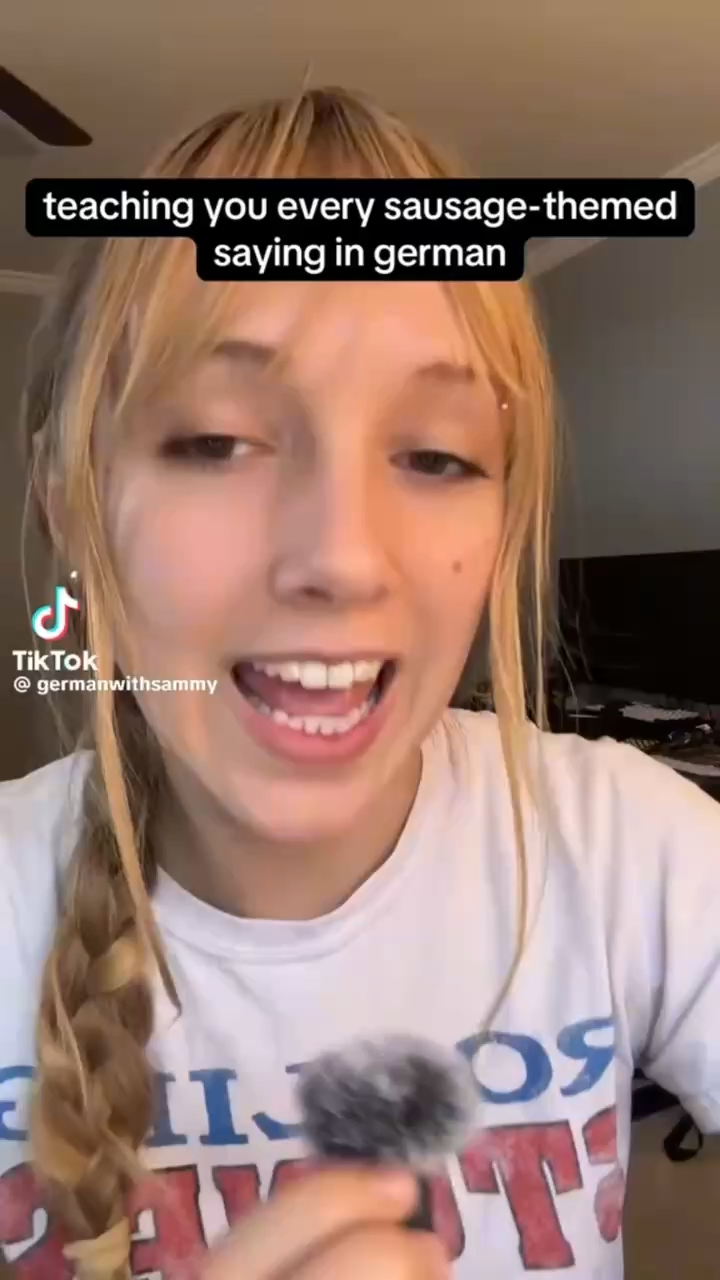 teaching you every sausage-themed
saying in german
TikTok
@ germanwithsammy